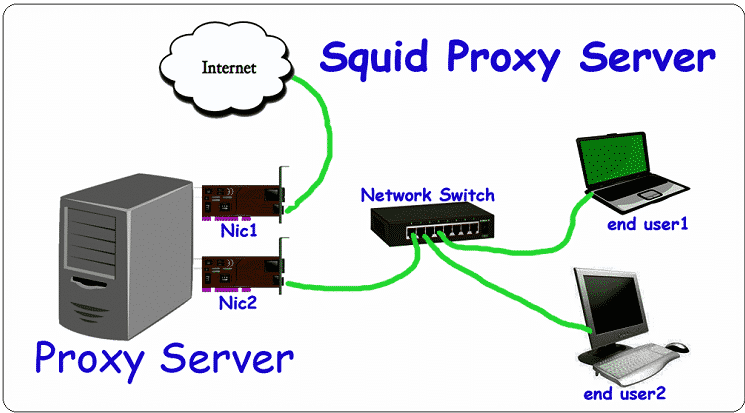 Squid Proxy Server
Internet
Nic1
Network Switch
end user1
Nic2
Proxy Server
end user2